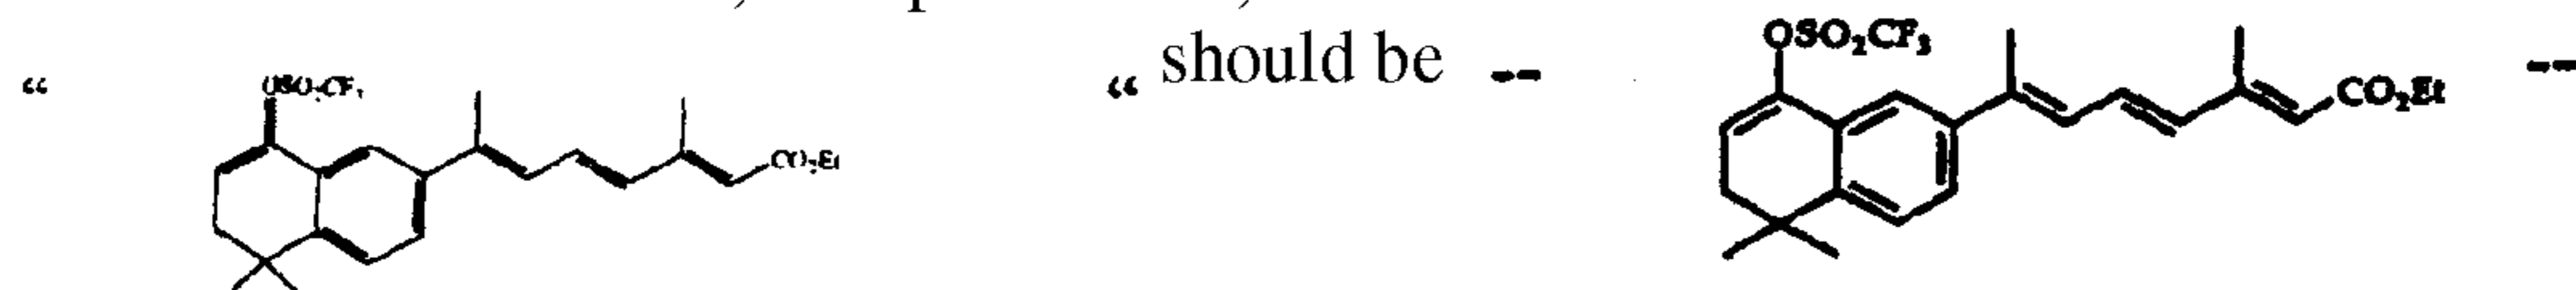 “ OSO₂CF₃ CO₂Et “ should be -- OSO₂CF₃ CO₂Et --